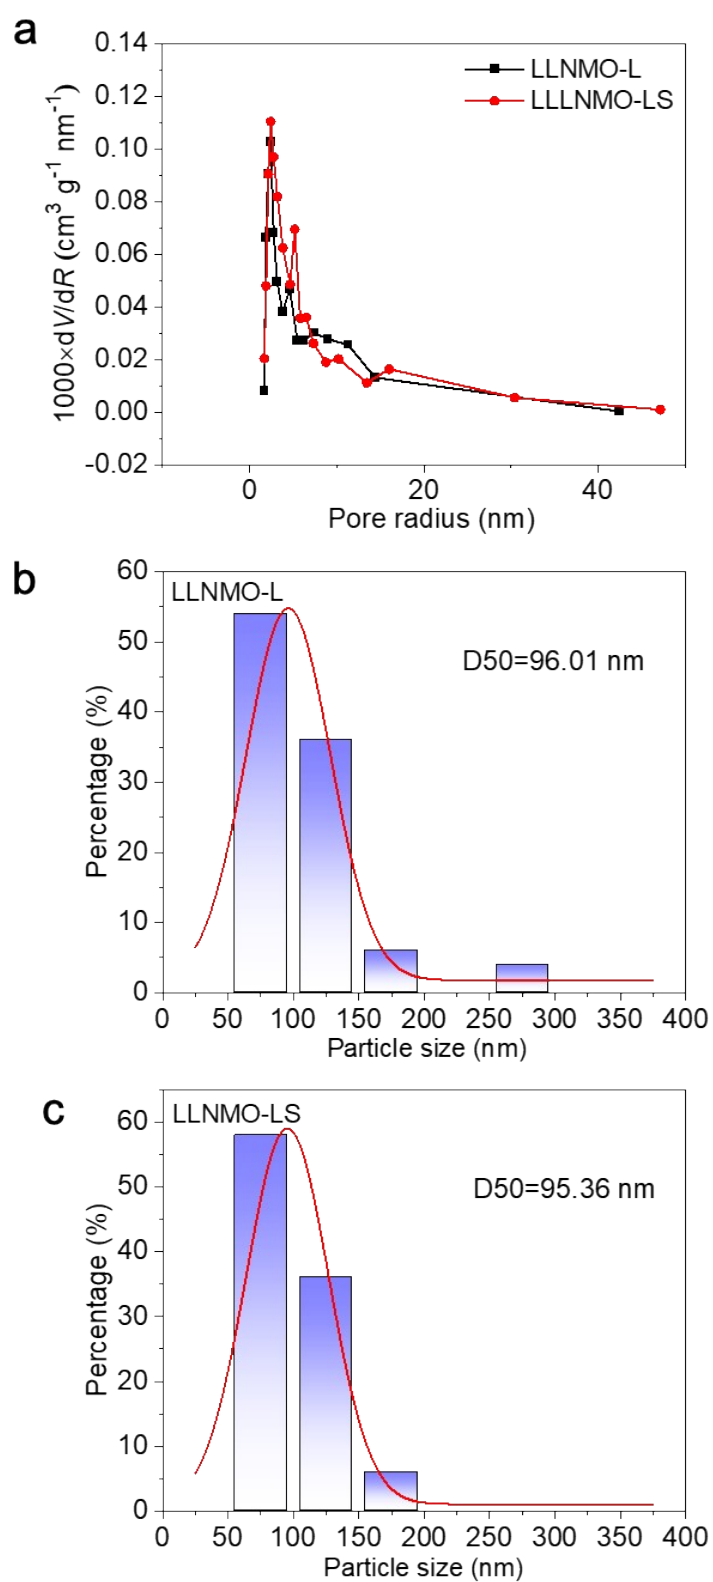 a
0.14
0.12
0.10
0.08
0.06
0.04
0.02
0.00
-0.02
1000×dV/dR (cm³ g⁻¹ nm⁻¹)
LLNMO-L
LLLNMO-LS
0 20 40
Pore radius (nm)
b
60
50
40
30
20
10
0
Percentage (%)
LLNMO-L
D50=96.01 nm
0 50 100 150 200 250 300 350 400
Particle size (nm)
c
60
50
40
30
20
10
0
Percentage (%)
LLNMO-LS
D50=95.36 nm
0 50 100 150 200 250 300 350 400
Particle size (nm)